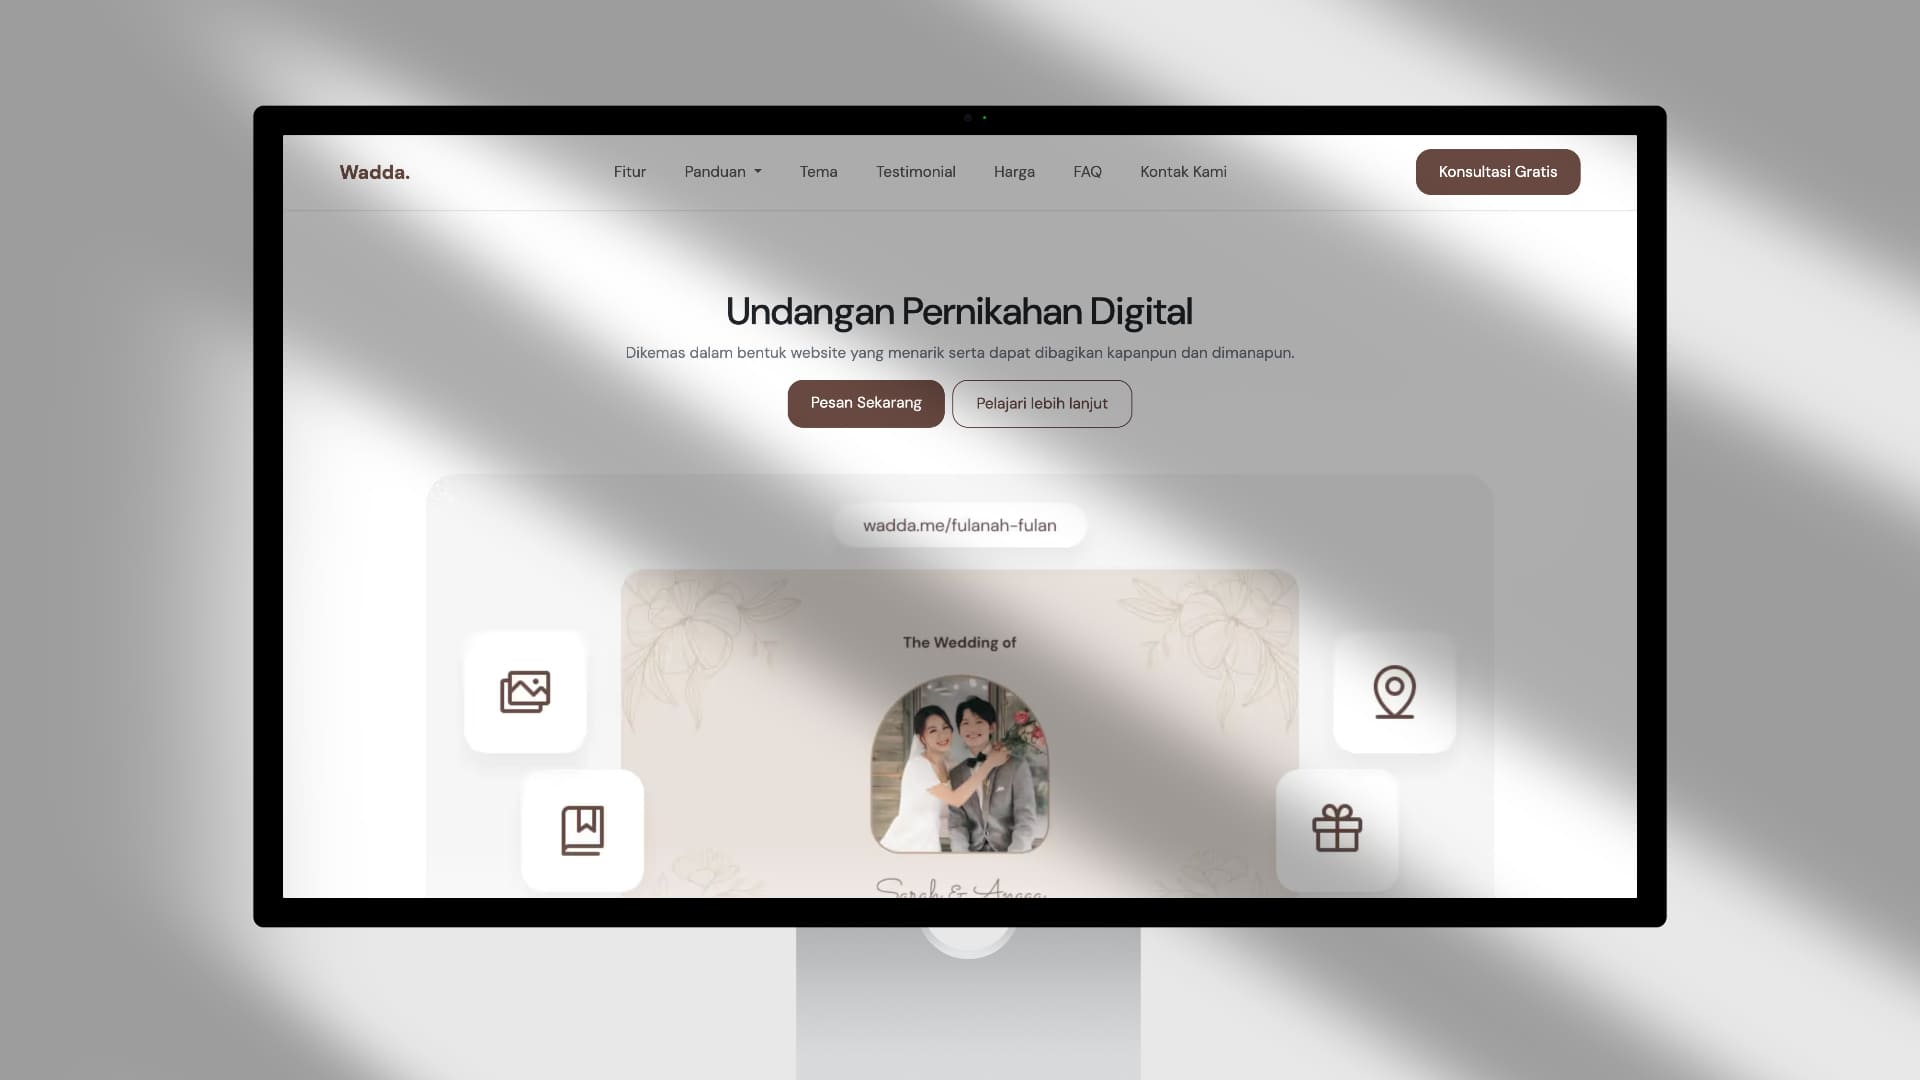 Wadda.
Fitur Panduan Tema Testimonial Harga FAQ Kontak Kami
Konsultasi Gratis
Undangan Pernikahan Digital
Dikemas dalam bentuk website yang menarik serta dapat dibagikan kapanpun dan dimanapun.
Pesan Sekarang
Pelajari lebih lanjut
wadda.me/fulanah-fulan
The Wedding of
Sarah & Angga